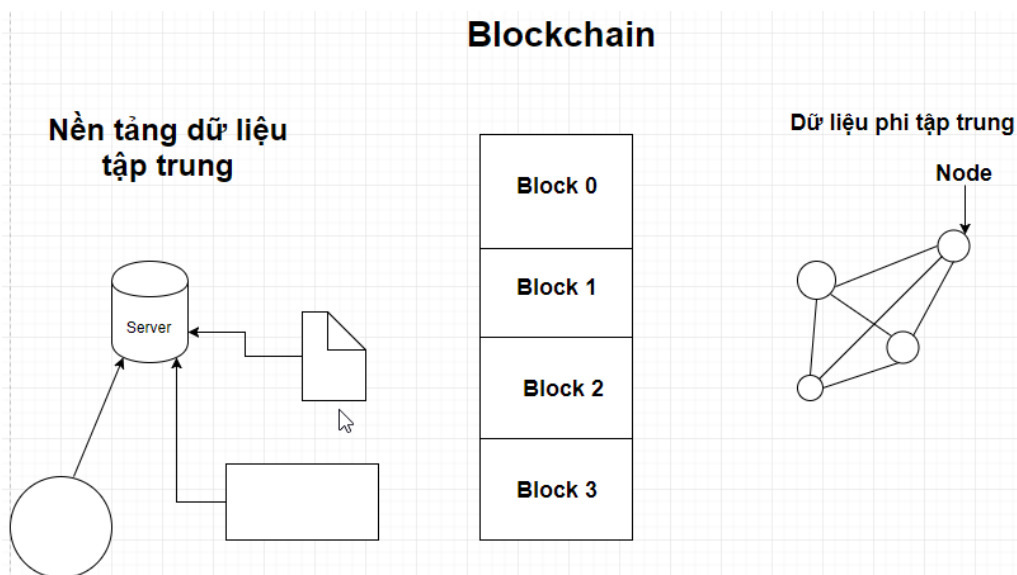 Blockchain
Nền tảng dữ liệu
tập trung
Server
Block 0
Block 1
Block 2
Block 3
Dữ liệu phi tập trung
Node